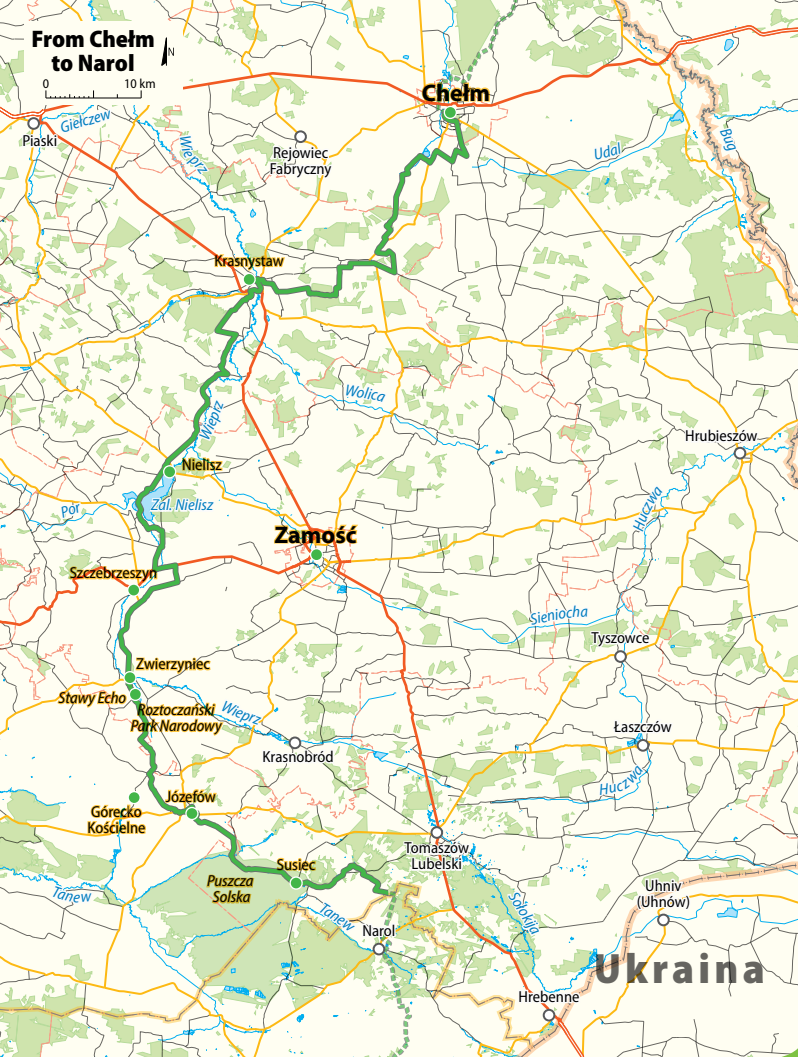 From Chełm
to Narol
N
0 10 km
Chełm
Giełczew
Piaski
Wieprz
Rejowiec
Fabryczny
Udal
Bug
Krasnystaw
Wolica
Wieprz
Hrubieszów
Nielisz
Zal. Nielisz
Pór
Huczwa
Zamość
Szczebrzeszyn
Sieniocha
Tyszowce
Zwierzyniec
Stawy Echo
Roztoczański
Park Narodowy
Wieprz
Łaszczów
Krasnobród
Huczwa
Józefów
Górecko
Kościelne
Tomaszów
Lubelski
Susiec
Puszcza
Solska
Tanew
Uhniv
(Uhnów)
Sołokija
Tanew
Narol
Ukraina
Hrebenne